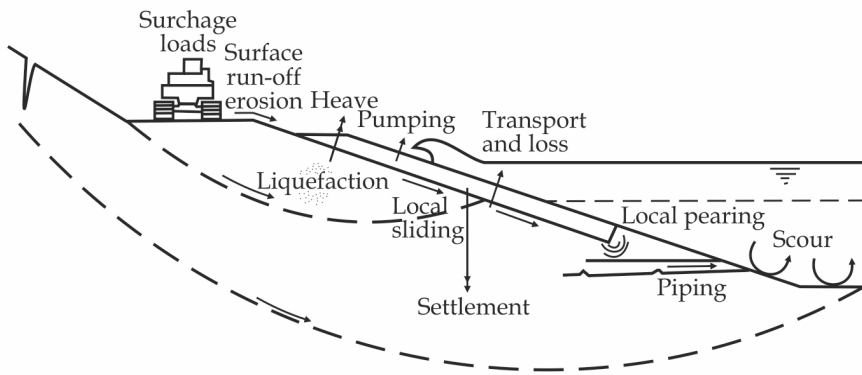 Surchage
loads
Surface
run-off
erosion
Heave
Pumping
Transport
and loss
Liquefaction
Local
sliding
Local pearing
Scour
Piping
Settlement